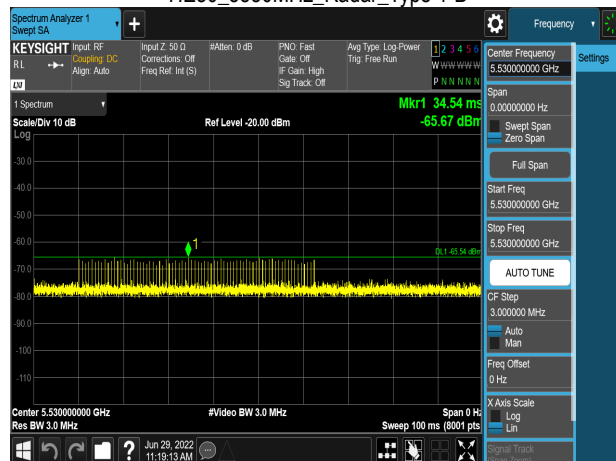 Spectrum Analyzer 1
Swept SA
Frequency
KEYSIGHT
RL
Input: RF
Coupling: DC
Align: Auto
Input Z: 50 Ω
Corrections: Off
Freq Ref: Int (S)
#Atten: 0 dB
PNO: Fast
Gate: Off
IF Gain: High
Sig Track: Off
Avg Type: Log-Power
Trig: Free Run
1 2 3 4 5 6
W W W W W W
P N N N N N
LXI
1 Spectrum
Mkr1 34.54 ms
-65.67 dBm
Scale/Div 10 dB
Ref Level -20.00 dBm
Log
-30.0
-40.0
-50.0
-60.0
-70.0
-80.0
-90.0
-100
-110
1
DL1 -65.54 dBm
Center 5.530000000 GHz
Res BW 3.0 MHz
#Video BW 3.0 MHz
Span 0 Hz
Sweep 100 ms (8001 pts)
Jun 29, 2022
11:19:13 AM
Center Frequency
5.530000000 GHz
Settings
Span
0.00000000 Hz
Swept Span
Zero Span
Full Span
Start Freq
5.530000000 GHz
Stop Freq
5.530000000 GHz
AUTO TUNE
CF Step
3.000000 MHz
Auto
Man
Freq Offset
0 Hz
X Axis Scale
Log
Lin
Signal Track
(Span Zoom)